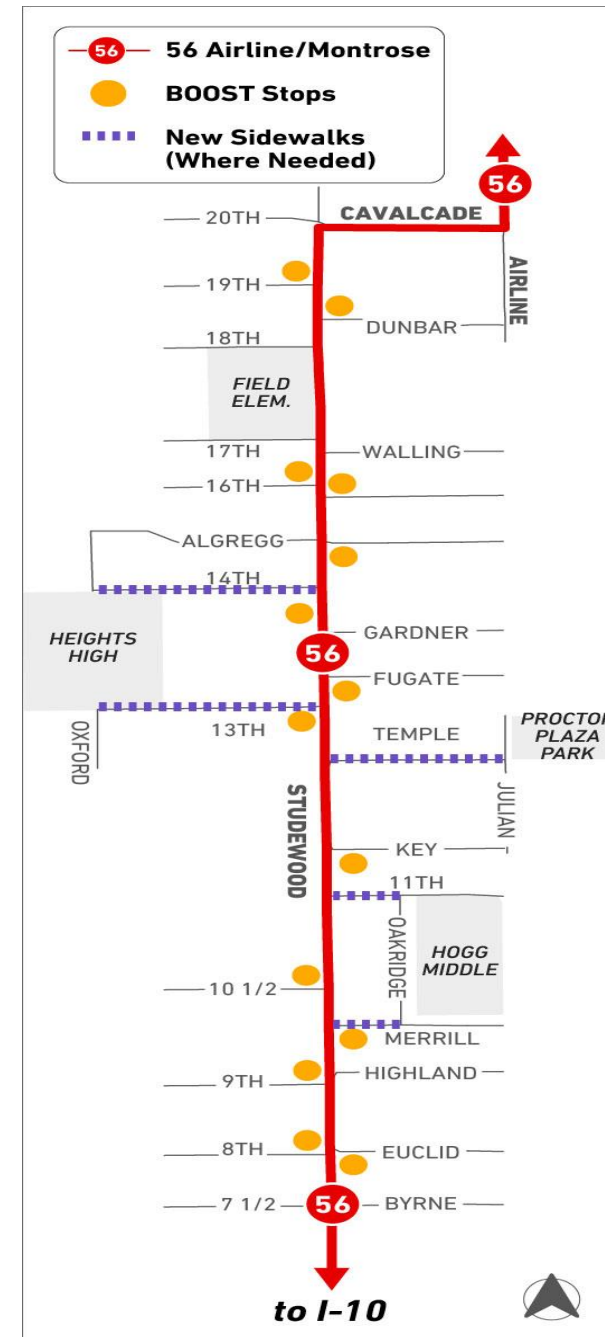 56 56 Airline/Montrose
BOOST Stops
New Sidewalks
(Where Needed)
56
20TH
CAVALCADE
AIRLINE
19TH
DUNBAR
18TH
FIELD
ELEM.
17TH
WALLING
16TH
ALGREGG
14TH
HEIGHTS
HIGH
GARDNER
56
FUGATE
OXFORD
13TH
TEMPLE
PROCTOR
PLAZA
PARK
JULIAN
STUDEWOOD
KEY
11TH
OAKRIDGE
HOGG
MIDDLE
10 1/2
MERRILL
HIGHLAND
9TH
8TH
EUCLID
7 1/2
56
BYRNE
to I-10